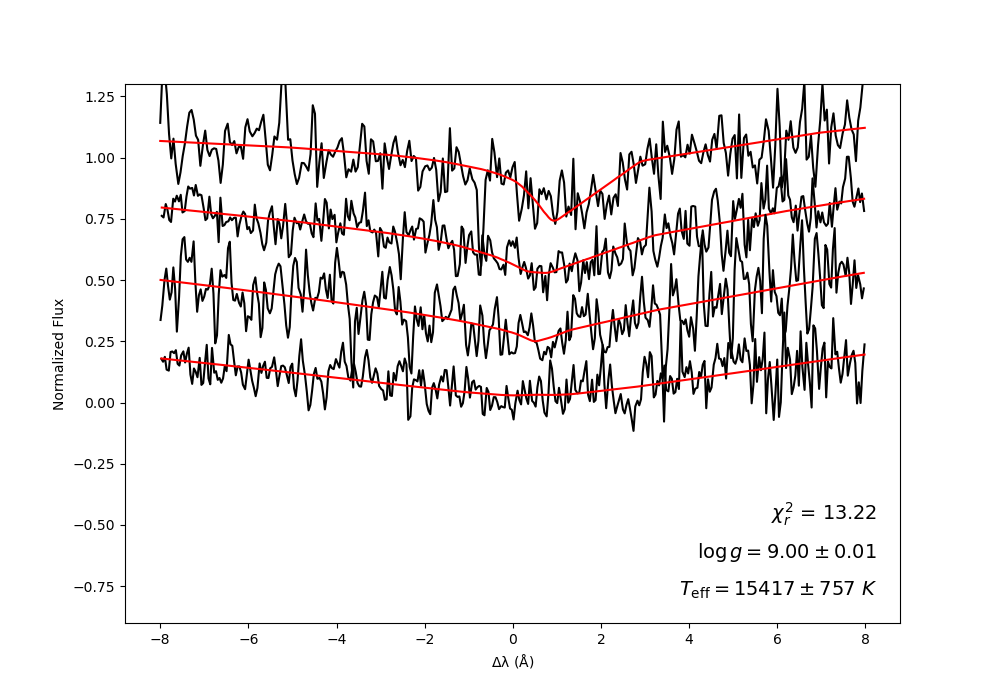 1.25
1.00
0.75
0.50
0.25
0.00
−0.25
−0.50
−0.75
Normalized Flux
χ²ᵣ = 13.22
log g = 9.00 ± 0.01
T_eff = 15417 ± 757 K
−8 −6 −4 −2 0 2 4 6 8
Δλ (Å)